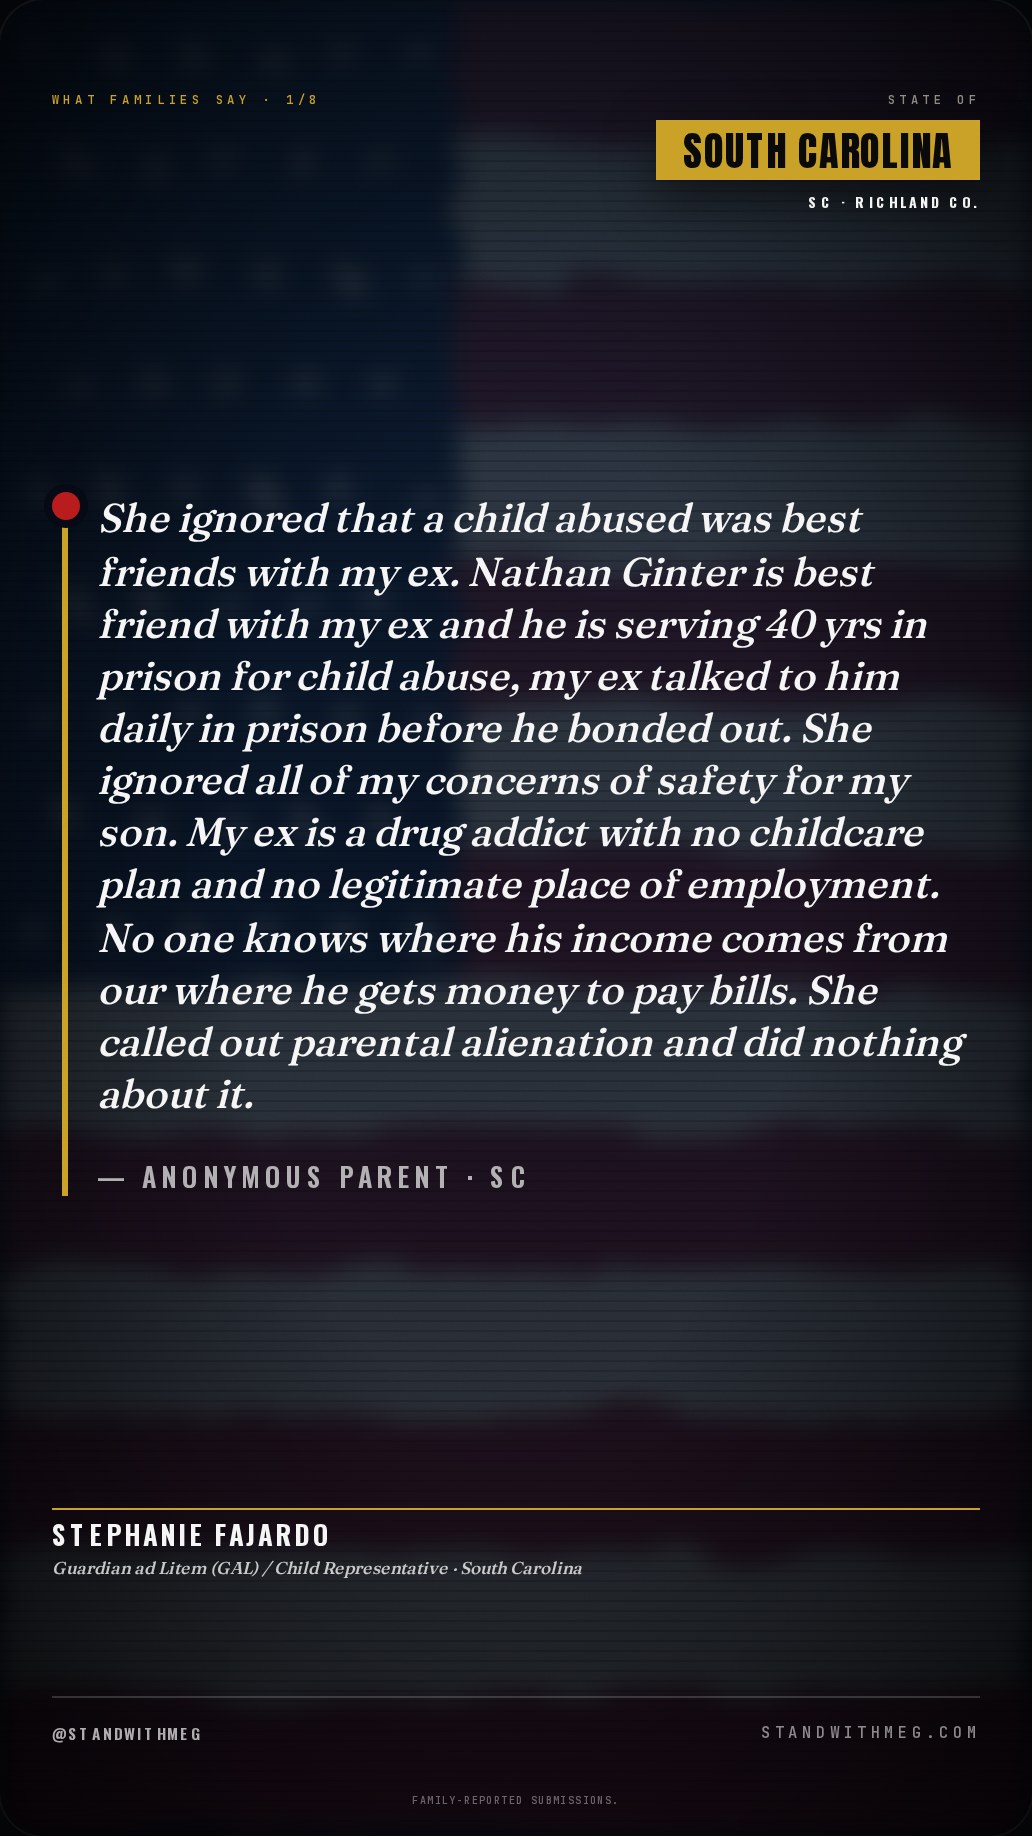 WHAT FAMILIES SAY · 1/8
STATE OF
SOUTH CAROLINA
SC · RICHLAND CO.
She ignored that a child abused was best
friends with my ex. Nathan Ginter is best
friend with my ex and he is serving 40 yrs in
prison for child abuse, my ex talked to him
daily in prison before he bonded out. She
ignored all of my concerns of safety for my
son. My ex is a drug addict with no childcare
plan and no legitimate place of employment.
No one knows where his income comes from
our where he gets money to pay bills. She
called out parental alienation and did nothing
about it.
— ANONYMOUS PARENT · SC
STEPHANIE FAJARDO
Guardian ad Litem (GAL) / Child Representative · South Carolina
@STANDWITHMEG
STANDWITHMEG.COM
FAMILY-REPORTED SUBMISSIONS.